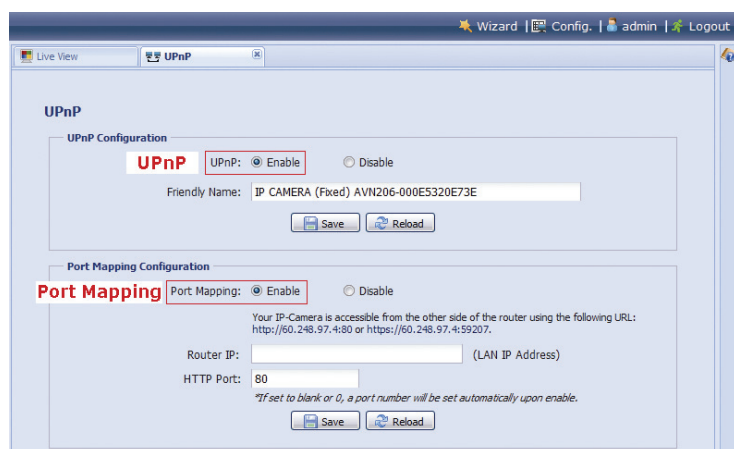 Wizard | Config. | admin | Logout
Live View UPnP
UPnP
UPnP Configuration
UPnP UPnP: Enable Disable
Friendly Name: IP CAMERA (Fixed) AVN206-000E5320E73E
Save Reload
Port Mapping Configuration
Port Mapping Port Mapping: Enable Disable
Your IP-Camera is accessible from the other side of the router using the following URL:
http://60.248.97.4:80 or https://60.248.97.4:59207.
Router IP: (LAN IP Address)
HTTP Port: 80
*If set to blank or 0, a port number will be set automatically upon enable.
Save Reload